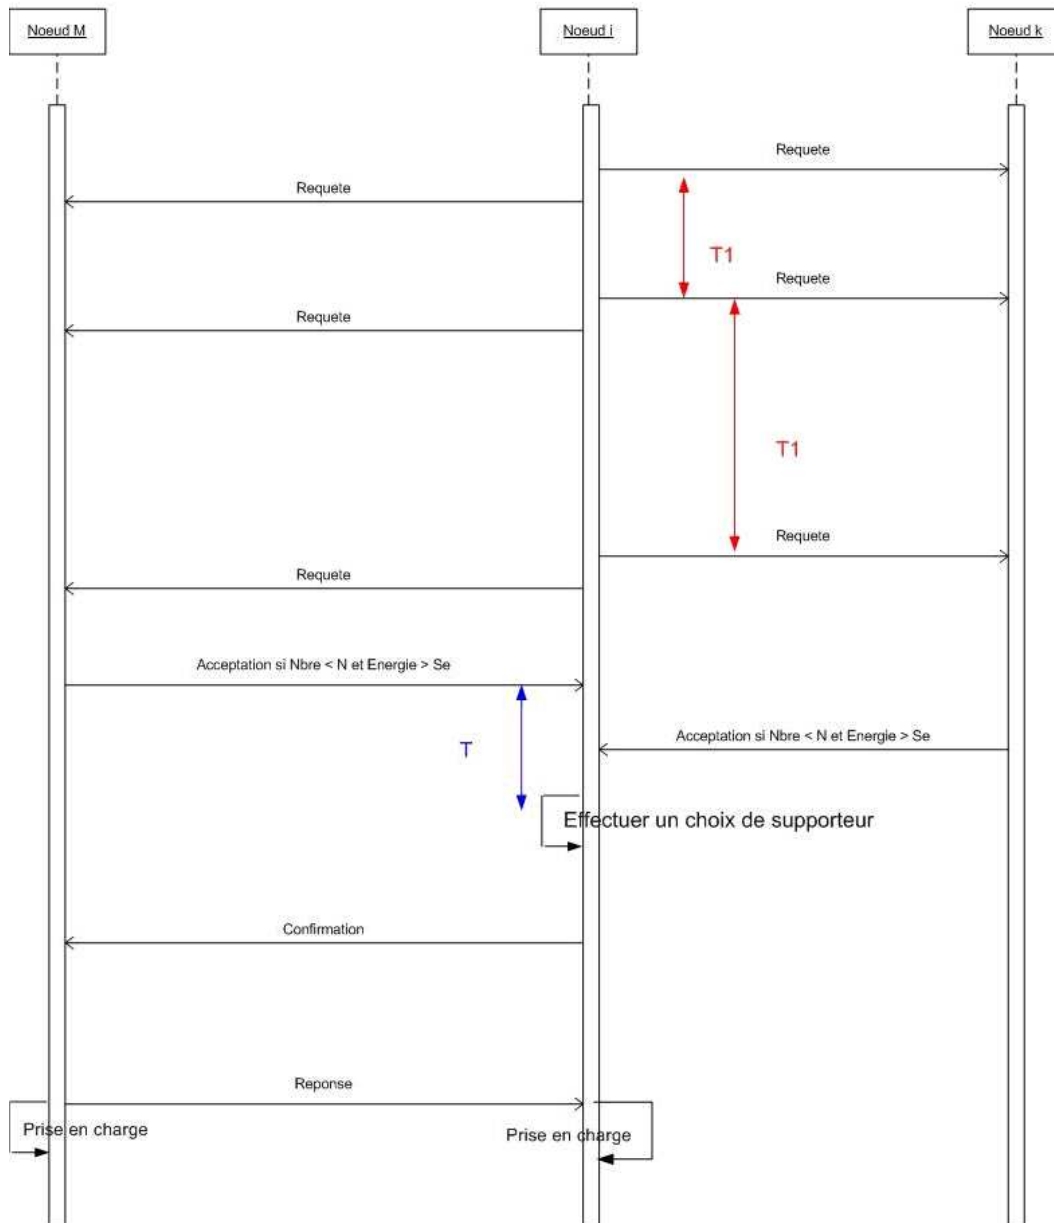 Noeud M
Noeud i
Noeud k
Requete
Requete
T1
Requete
Requete
T1
Requete
Requete
Acceptation si Nbre < N et Energie > Se
Acceptation si Nbre < N et Energie > Se
T
Effectuer un choix de supporteur
Confirmation
Reponse
Prise en charge
Prise en charge